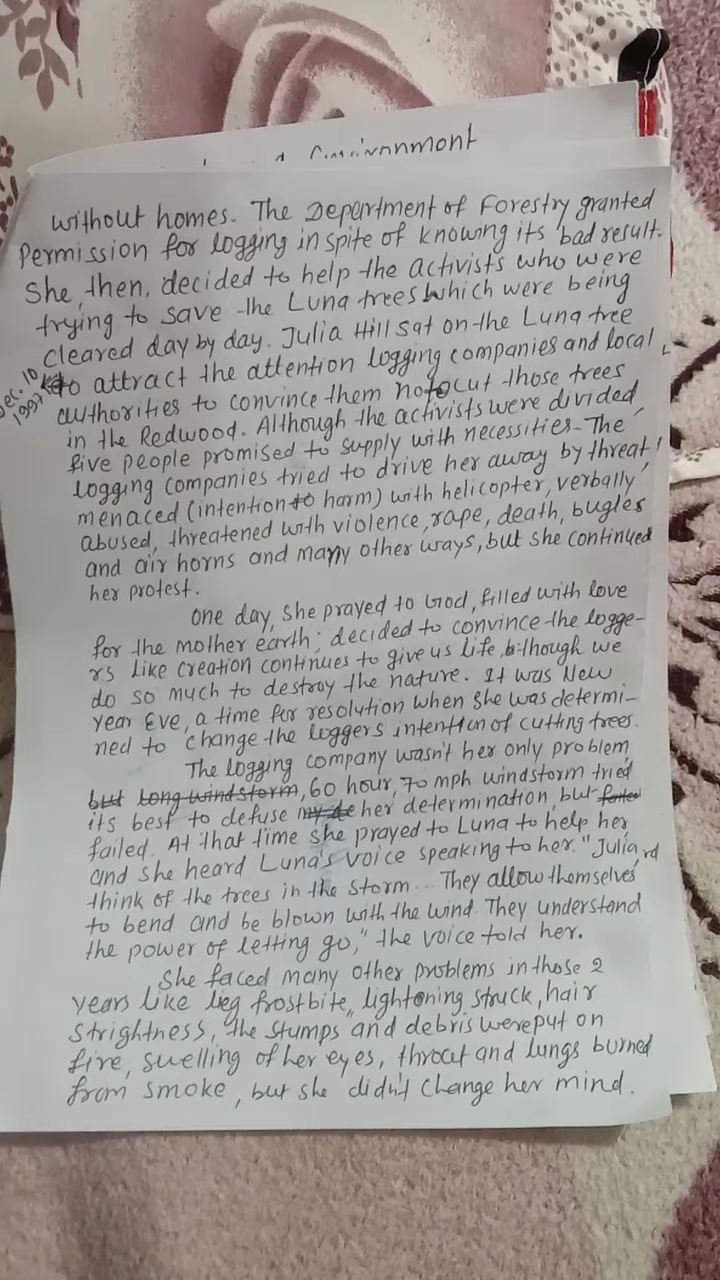 Environment
without homes. The Department of Forestry granted
Permission for logging in spite of knowing its bad result.
She, then, decided to help the activists who were
trying to save the Luna trees which were being
cleared day by day. Julia Hill sat on the Luna tree
Dec. 10
1997
to attract the attention logging companies and local
authorities to convince them not to cut those trees
in the Redwood. Although the activists were divided,
five people promised to supply with necessities. The
logging companies tried to drive her away by threat,
menaced (intention to harm) with helicopter, verbally
abused, threatened with violence, rape, death, bugles
and air horns and many other ways, but she continued
her protest.
One day, she prayed to God, filled with love
for the mother earth; decided to convince the logge-
rs like creation continues to give us life, though we
do so much to destroy the nature. It was New
Year Eve, a time for resolution when she was determi-
ned to change the loggers intention of cutting trees.
The logging company wasn't her only problem,
but long windstorm, 60 hour, 70 mph windstorm tried
its best to defuse her determination, but failed
failed. At that time she prayed to Luna to help her
and she heard Luna's voice speaking to her. "Julia,
think of the trees in the storm... They allow themselves
to bend and be blown with the wind. They understand
the power of letting go," the voice told her.
She faced many other problems in those 2
years like leg frostbite, lightening struck, hair
strightness, the stumps and debris were put on
fire, swelling of her eyes, throat and lungs burned
from smoke, but she didn't change her mind.